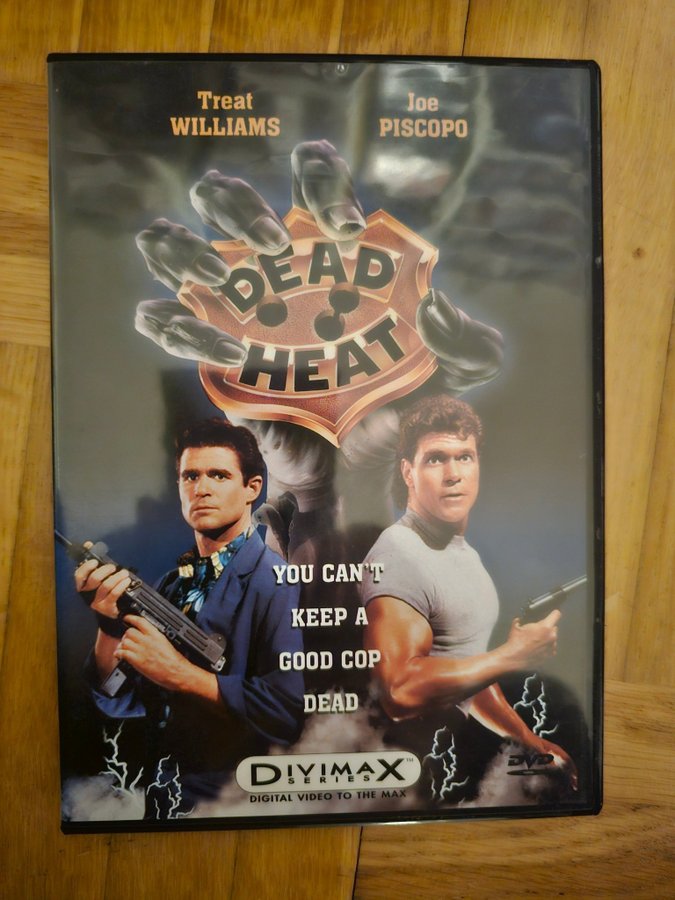 Treat
WILLIAMS
Joe
PISCOPO
DEAD
HEAT
YOU CAN'T
KEEP A
GOOD COP
DEAD
DIVIMAX™
SERIES
DIGITAL VIDEO TO THE MAX
DVD